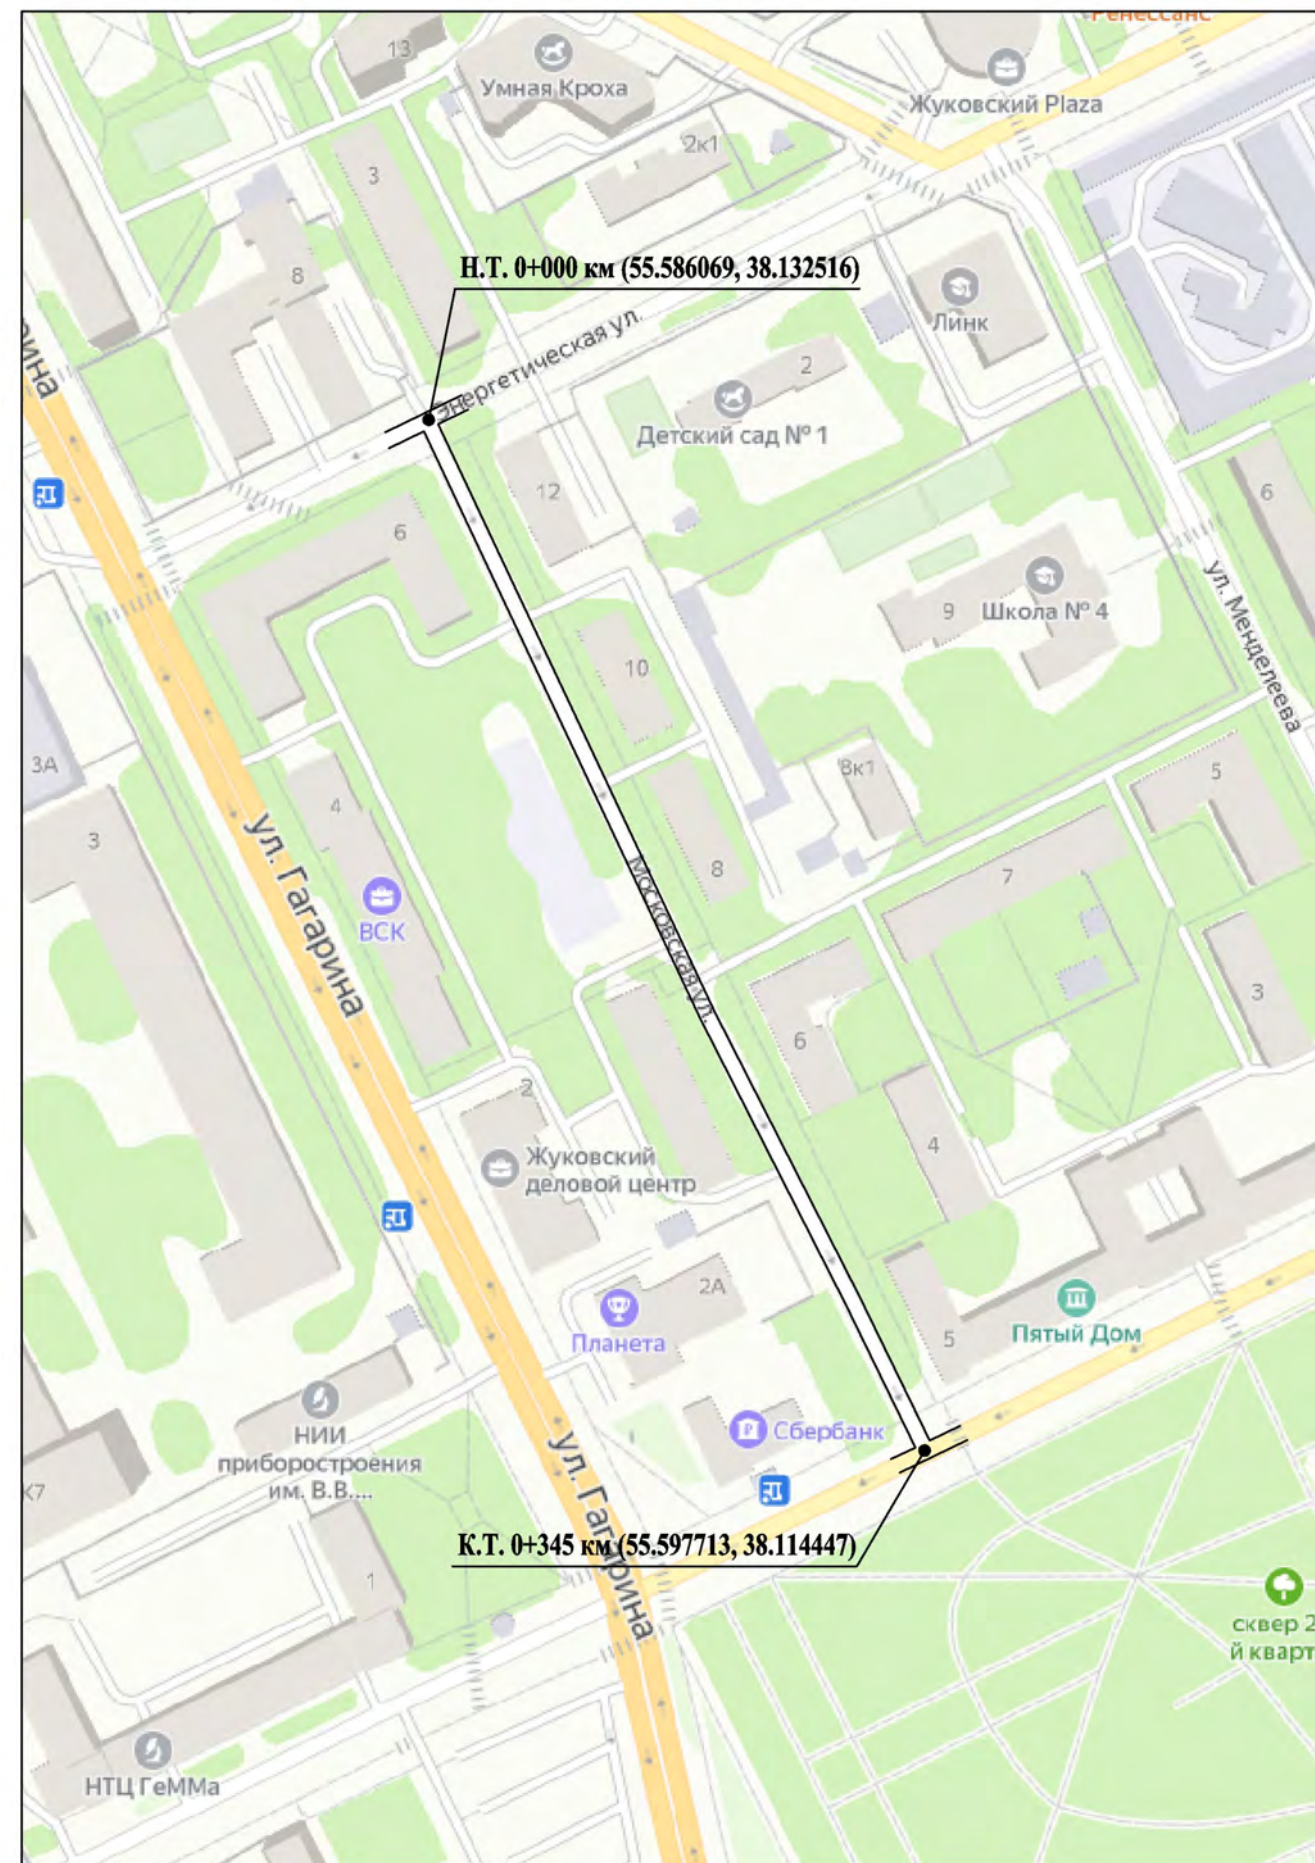 Ренессанс
13
Умная Кроха
Жуковский Plaza
2к1
3
8
Н.Т. 0+000 км (55.586069, 38.132516)
Линк
Энергетическая ул.
2
Детский сад № 1
12
6
6
9
Школа № 4
ул. Менделеева
10
3А
8к1
5
4
3
ул. Гагарина
8
7
ВСК
Московская ул.
3
6
2
4
Жуковский
деловой центр
2А
Планета
Пятый Дом
5
НИИ
приборостроения
им. В.В....
Сбербанк
ул. Гагарина
К7
К.Т. 0+345 км (55.597713, 38.114447)
1
сквер 2
й кварт
НТЦ ГеММа